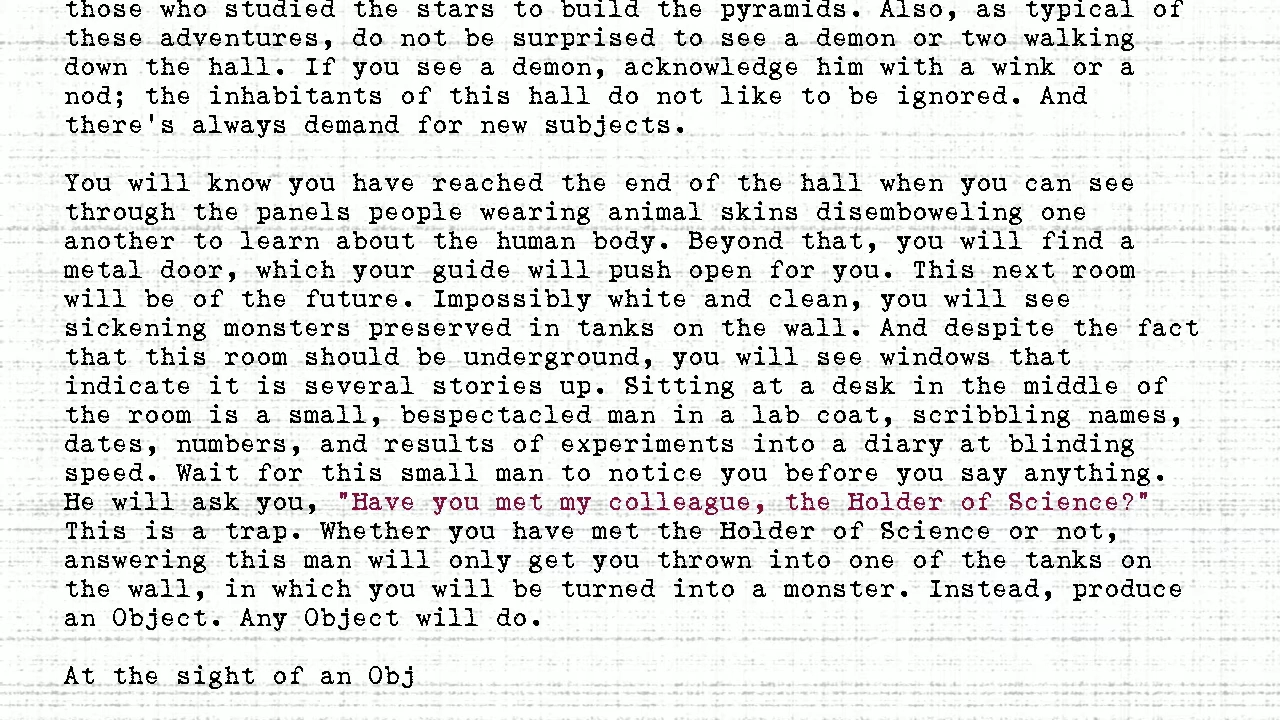 those who studied the stars to build the pyramids. Also, as typical of
these adventures, do not be surprised to see a demon or two walking
down the hall. If you see a demon, acknowledge him with a wink or a
nod; the inhabitants of this hall do not like to be ignored. And
there's always demand for new subjects.
You will know you have reached the end of the hall when you can see
through the panels people wearing animal skins disemboweling one
another to learn about the human body. Beyond that, you will find a
metal door, which your guide will push open for you. This next room
will be of the future. Impossibly white and clean, you will see
sickening monsters preserved in tanks on the wall. And despite the fact
that this room should be underground, you will see windows that
indicate it is several stories up. Sitting at a desk in the middle of
the room is a small, bespectacled man in a lab coat, scribbling names,
dates, numbers, and results of experiments into a diary at blinding
speed. Wait for this small man to notice you before you say anything.
He will ask you, "Have you met my colleague, the Holder of Science?"
This is a trap. Whether you have met the Holder of Science or not,
answering this man will only get you thrown into one of the tanks on
the wall, in which you will be turned into a monster. Instead, produce
an Object. Any Object will do.
At the sight of an Obj